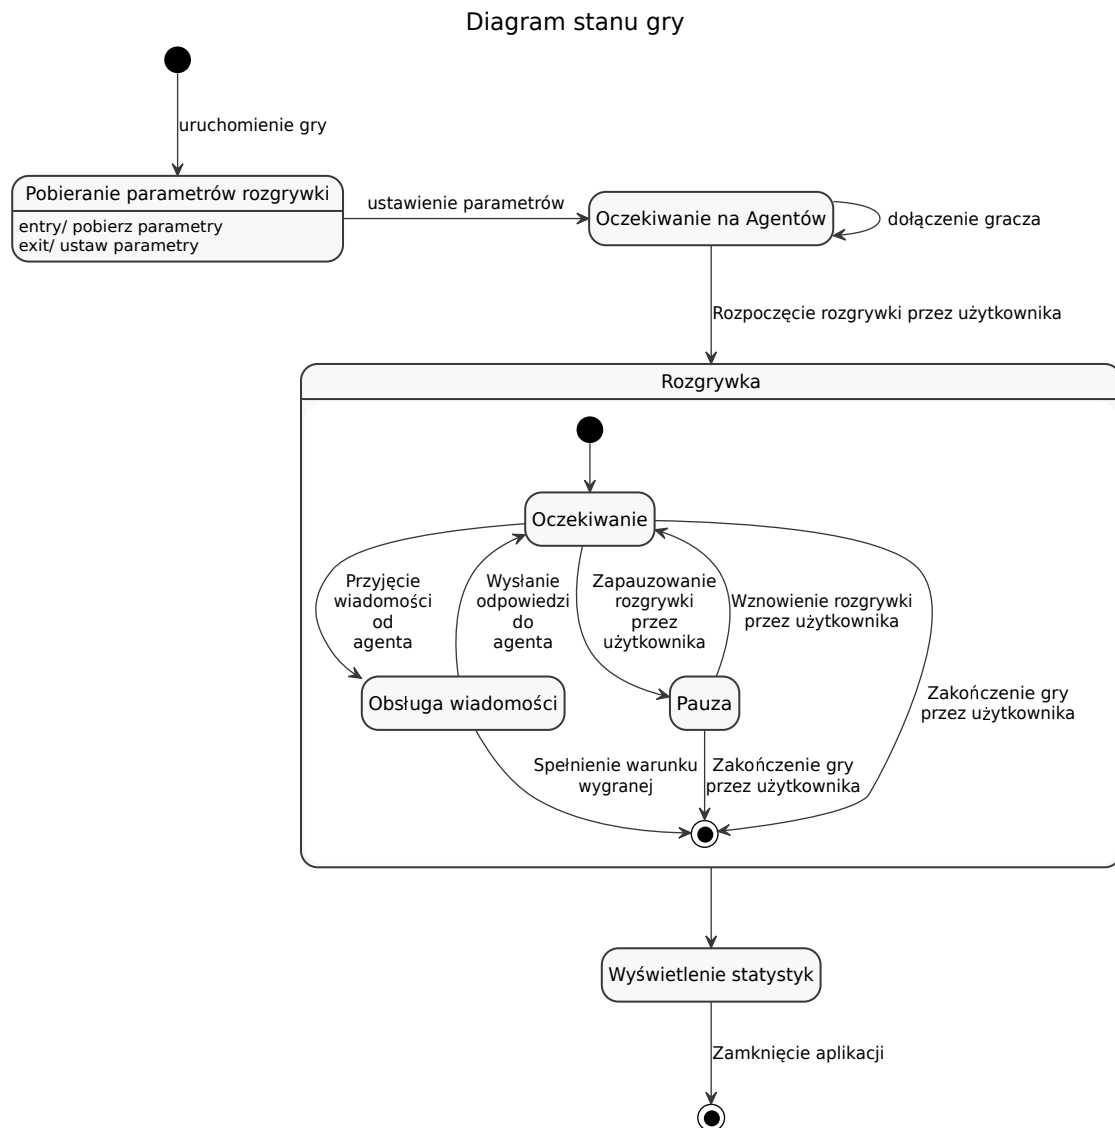 Diagram stanu gry
uruchomienie gry
Pobieranie parametrów rozgrywki
entry/ pobierz parametry
exit/ ustaw parametry
ustawienie parametrów
Oczekiwanie na Agentów
dołączenie gracza
Rozpoczęcie rozgrywki przez użytkownika
Rozgrywka
Oczekiwanie
Przyjęcie
wiadomości
od
agenta
Wysłanie
odpowiedzi
do
agenta
Zapauzowanie
rozgrywki
przez
użytkownika
Wznowienie rozgrywki
przez użytkownika
Obsługa wiadomości
Pauza
Zakończenie gry
przez użytkownika
Spełnienie warunku
wygranej
Zakończenie gry
przez użytkownika
Wyświetlenie statystyk
Zamknięcie aplikacji